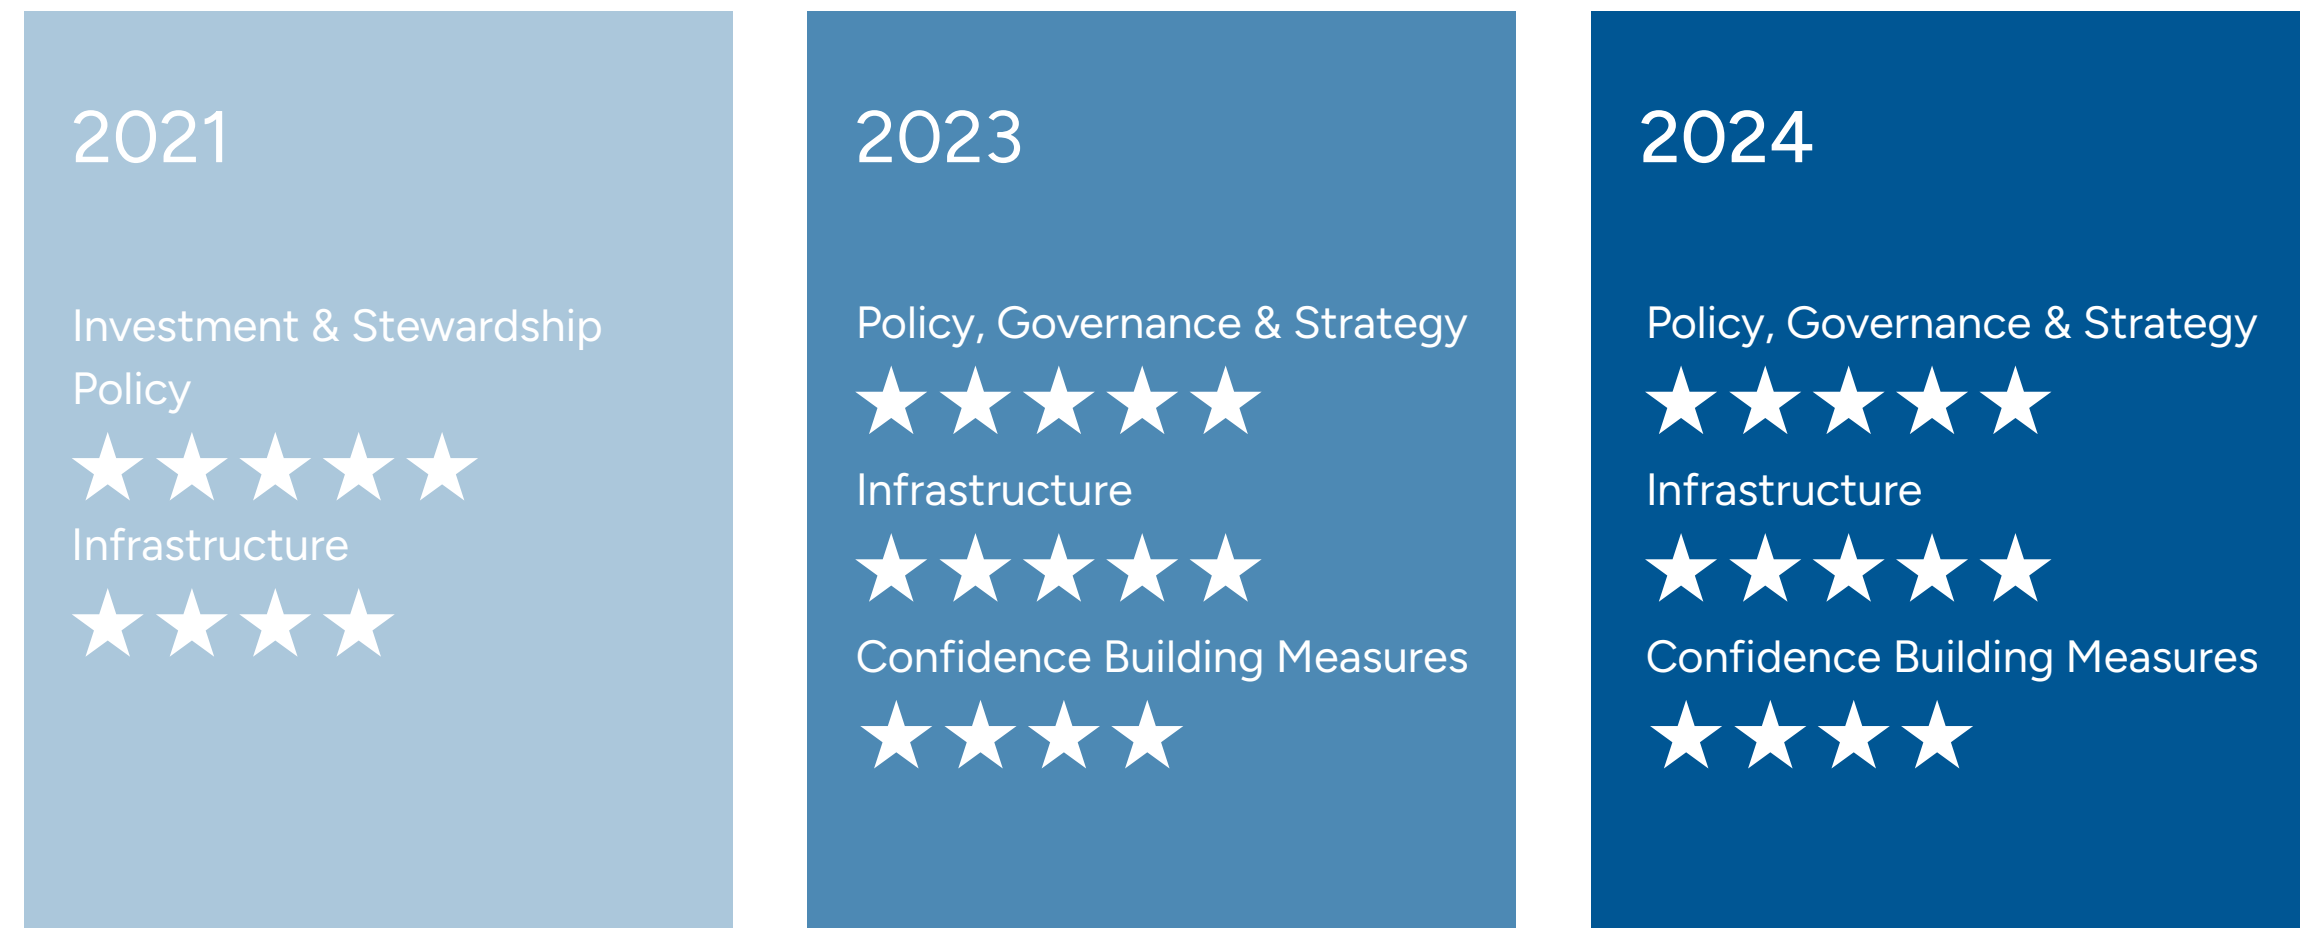 2021
Investment & Stewardship
Policy
★★★★★
Infrastructure
★★★★
2023
Policy, Governance & Strategy
★★★★★
Infrastructure
★★★★★
Confidence Building Measures
★★★★
2024
Policy, Governance & Strategy
★★★★★
Infrastructure
★★★★★
Confidence Building Measures
★★★★